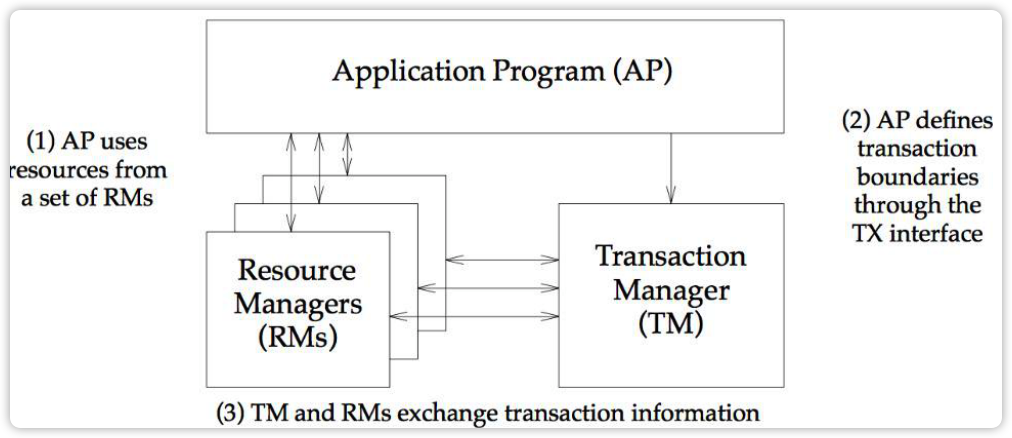 Application Program (AP)
(1) AP uses
resources from
a set of RMs
(2) AP defines
transaction
boundaries
through the
TX interface
Resource
Managers
(RMs)
Transaction
Manager
(TM)
(3) TM and RMs exchange transaction information